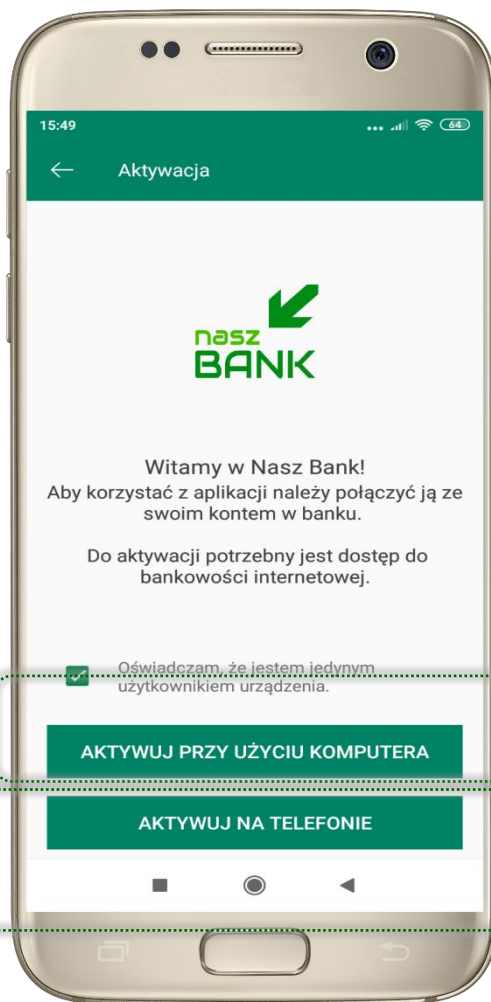 15:49
64
Aktywacja
nasz
BANK
Witamy w Nasz Bank!
Aby korzystać z aplikacji należy połączyć ją ze
swoim kontem w banku.
Do aktywacji potrzebny jest dostęp do
bankowości internetowej.
Oświadczam, że jestem jedynym
użytkownikiem urządzenia.
AKTYWUJ PRZY UŻYCIU KOMPUTERA
AKTYWUJ NA TELEFONIE